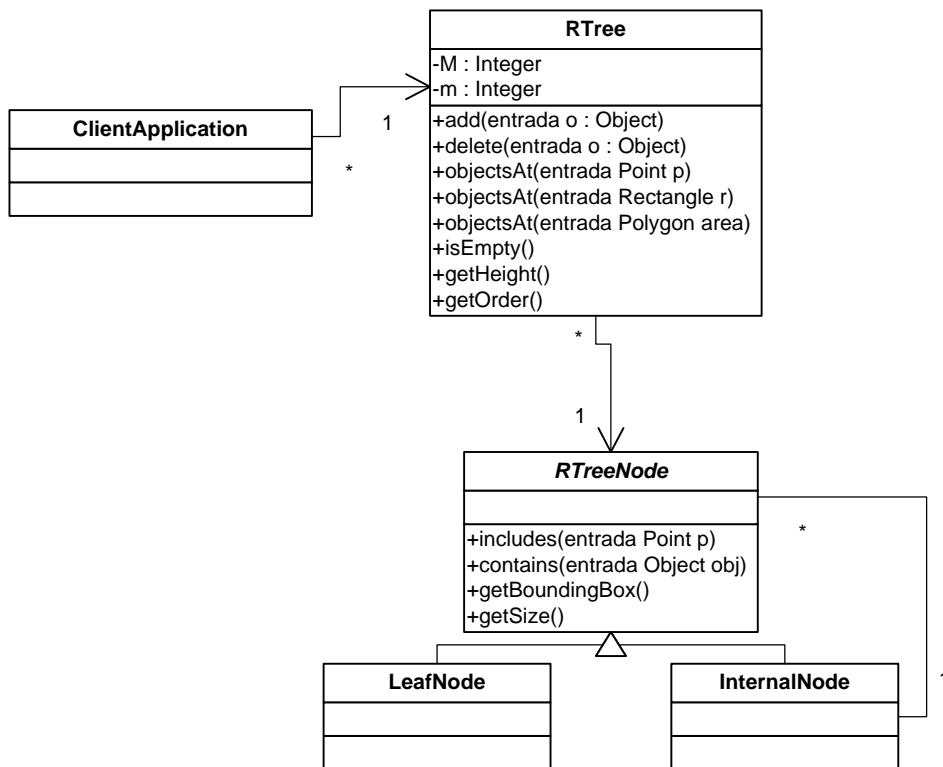 RTree
-M : Integer
-m : Integer
+add(entrada o : Object)
+delete(entrada o : Object)
+objectsAt(entrada Point p)
+objectsAt(entrada Rectangle r)
+objectsAt(entrada Polygon area)
+isEmpty()
+getHeight()
+getOrder()
ClientApplication
1
*
*
1
RTreeNode
+includes(entrada Point p)
+contains(entrada Object obj)
+getBoundingBox()
+getSize()
*
1
LeafNode
InternalNode